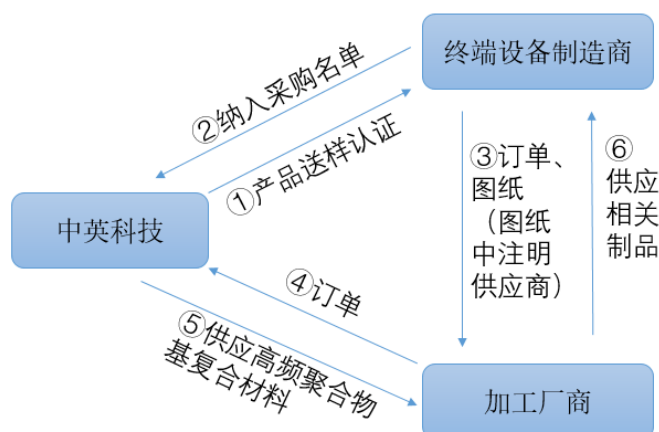 终端设备制造商
②纳入采购名单
①产品送样认证
③订单、
图纸
（图纸
中注明
供应商）
⑥
供应
相关
制品
中英科技
④订单
⑤供应高频聚合物
基复合材料
加工厂商